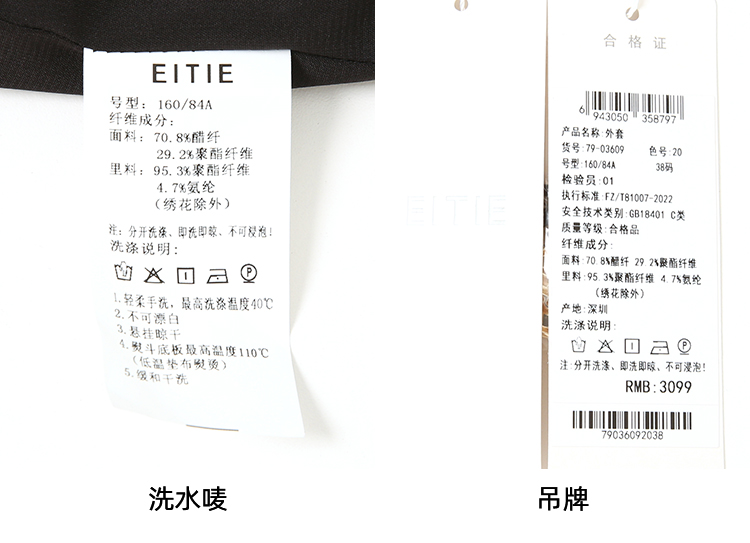 EITIE
号型: 160/84A
纤维成分:
面料: 70.8%醋纤
29.2%聚酯纤维
里料: 95.3%聚酯纤维
4.7%氨纶
(绣花除外)
注: 分开洗涤、即洗即晾、不可浸泡!
洗涤说明:
1.轻柔手洗, 最高洗涤温度40℃
2.不可漂白
3.悬挂晾干
4.熨斗底板最高温度110℃
(低温垫布熨烫)
5.缓和干洗
洗水唛
EITIE
合格证
6 943050 358797
产品名称: 外套
货号: 79-03609 色号: 20
号型: 160/84A 38码
检验员: 01
执行标准: FZ/T81007-2022
安全技术类别: GB18401 C类
质量等级: 合格品
纤维成分:
面料: 70.8%醋纤 29.2%聚酯纤维
里料: 95.3%聚酯纤维 4.7%氨纶
(绣花除外)
产地: 深圳
洗涤说明:
注: 分开洗涤、即洗即晾、不可浸泡!
RMB: 3099
79036092038
吊牌